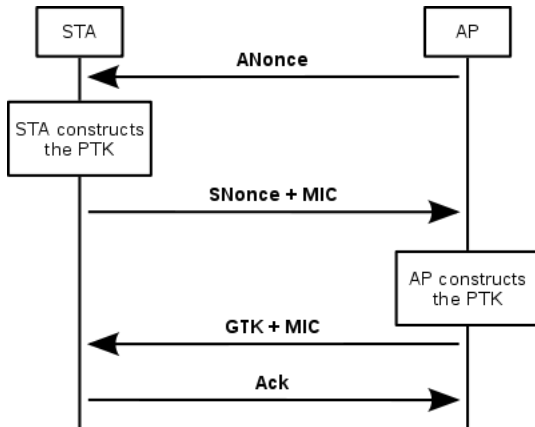 STA
AP
ANonce
STA constructs
the PTK
SNonce + MIC
AP constructs
the PTK
GTK + MIC
Ack